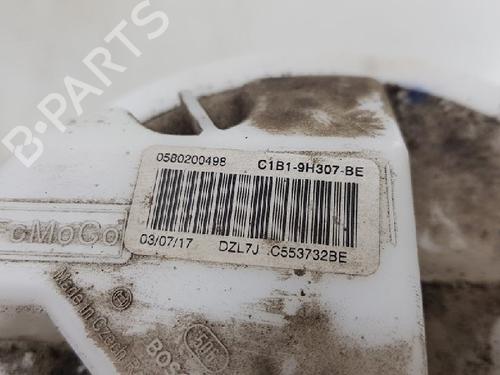 B-PARTS
0580200498 C1B1-9H307-BE
FoMoCo
03/07/17 DZL7J C553732BE
Made in Czech R
BOS